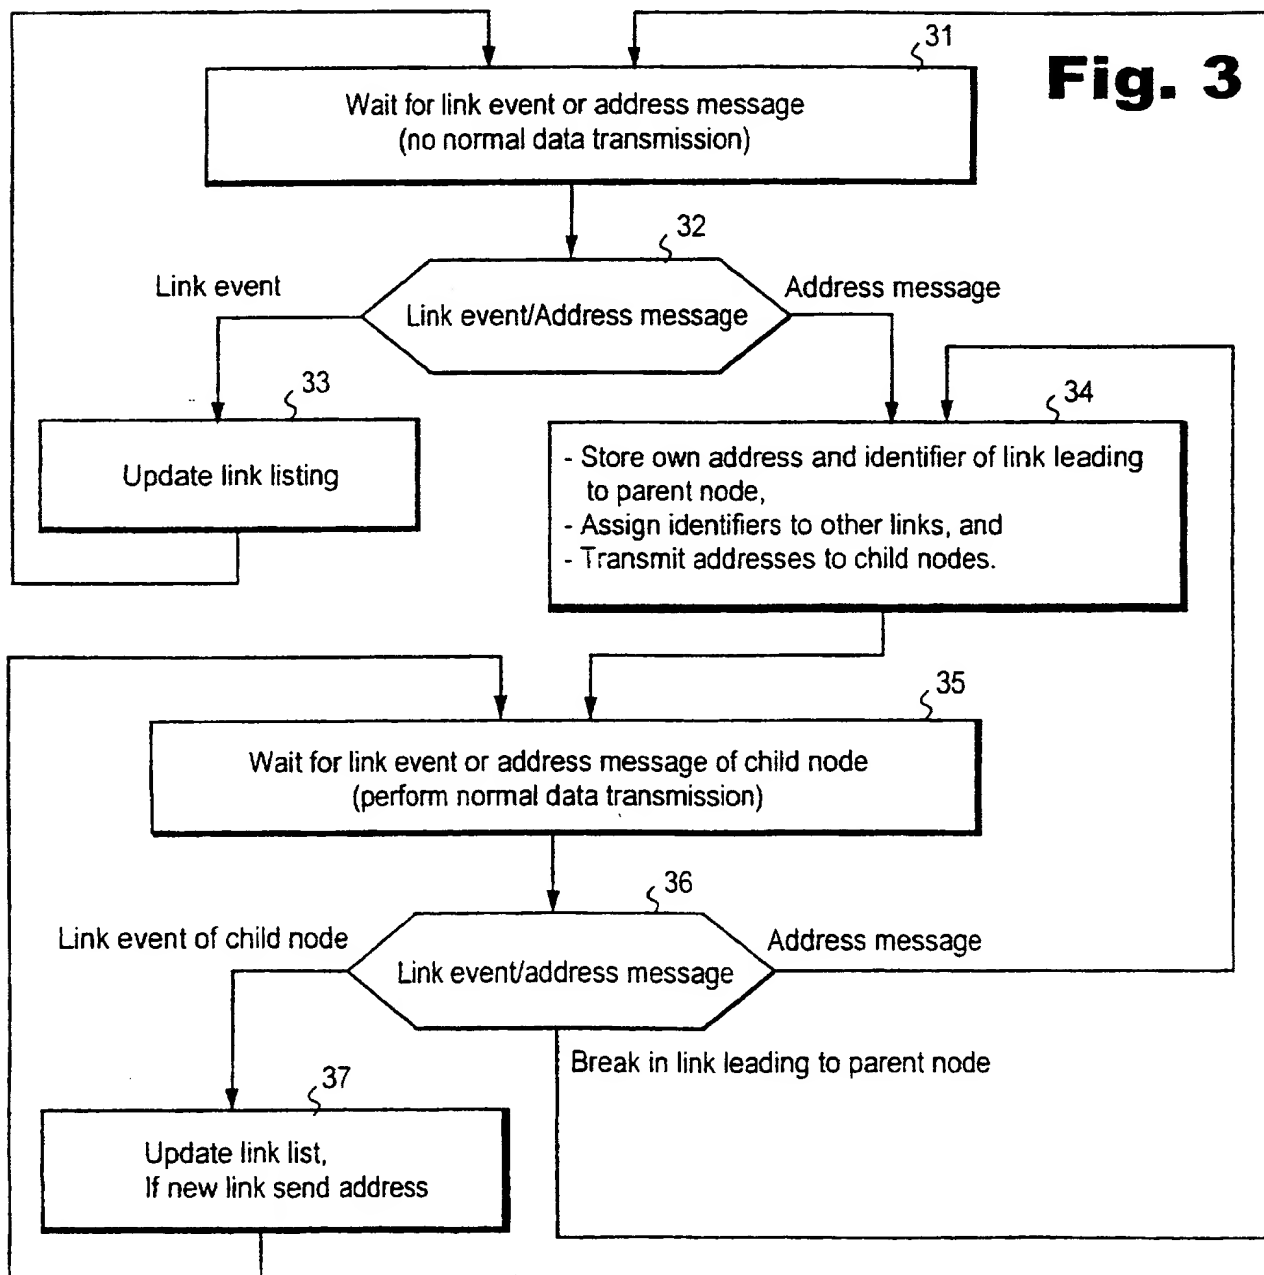 31
Fig. 3
Wait for link event or address message
(no normal data transmission)
32
Link event
Address message
Link event/Address message
33
34
Update link listing
- Store own address and identifier of link leading
to parent node,
- Assign identifiers to other links, and
- Transmit addresses to child nodes.
35
Wait for link event or address message of child node
(perform normal data transmission)
36
Link event of child node
Address message
Link event/address message
Break in link leading to parent node
37
Update link list,
If new link send address